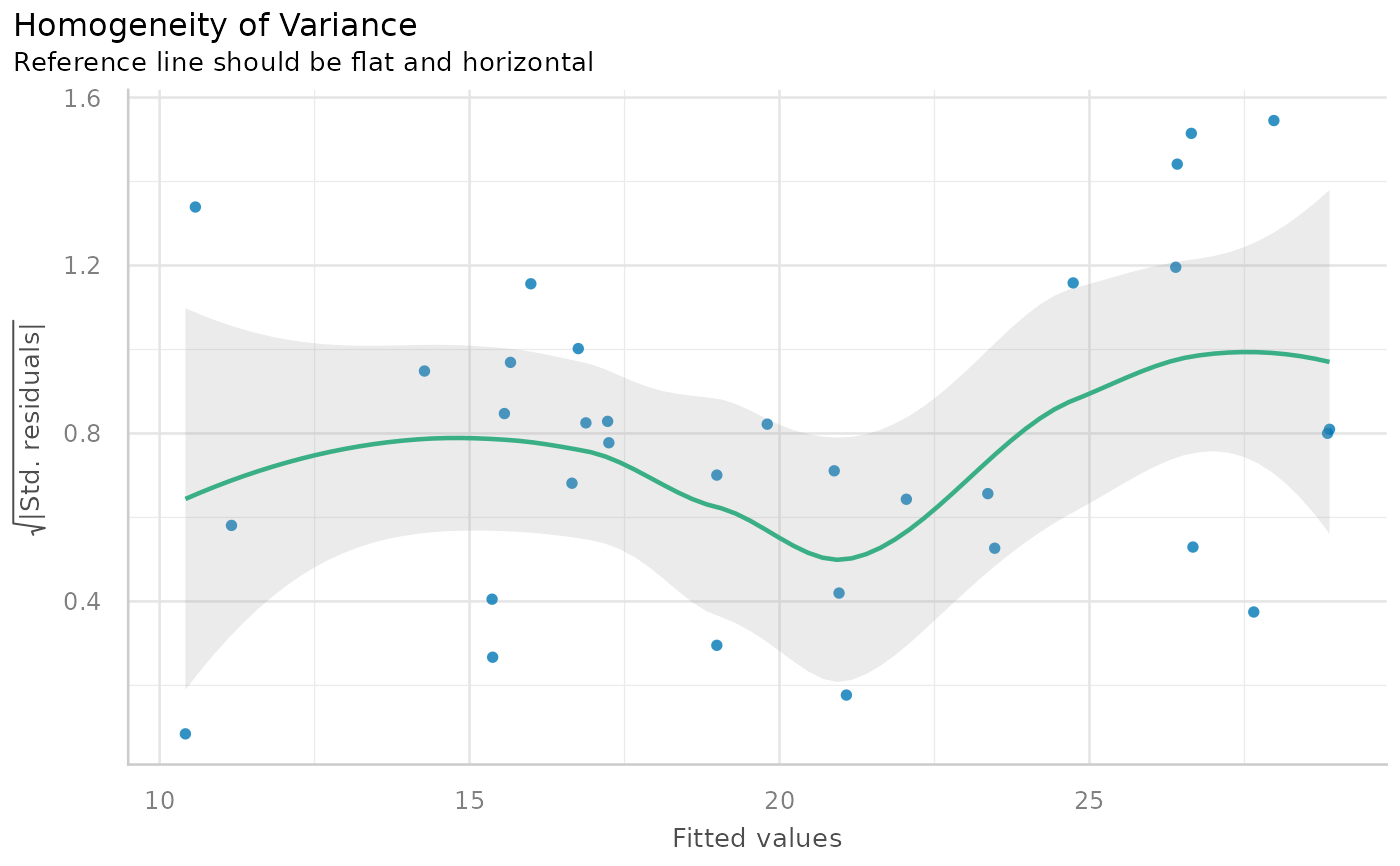 Homogeneity of Variance
Reference line should be flat and horizontal
1.6
1.2
0.8
0.4
√|Std. residuals|
10 15 20 25
Fitted values